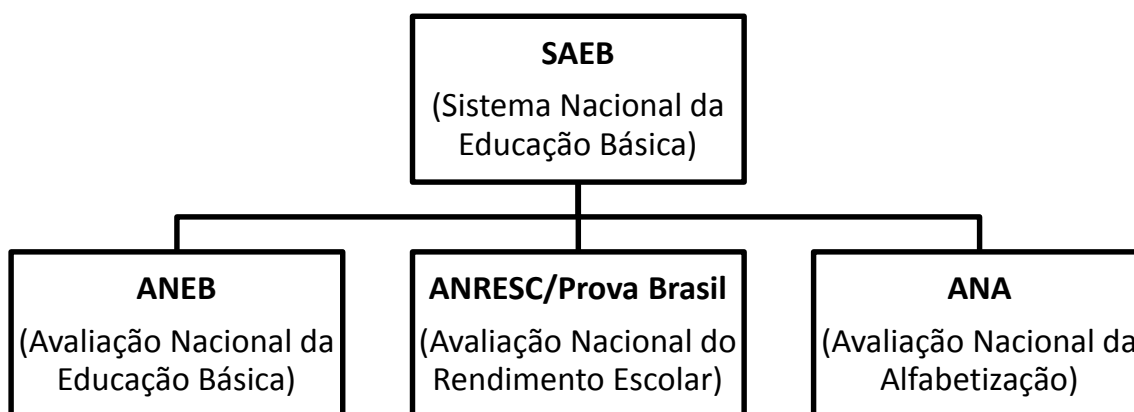 SAEB
(Sistema Nacional da
Educação Básica)
ANEB
(Avaliação Nacional da
Educação Básica)
ANRESC/Prova Brasil
(Avaliação Nacional do
Rendimento Escolar)
ANA
(Avaliação Nacional da
Alfabetização)